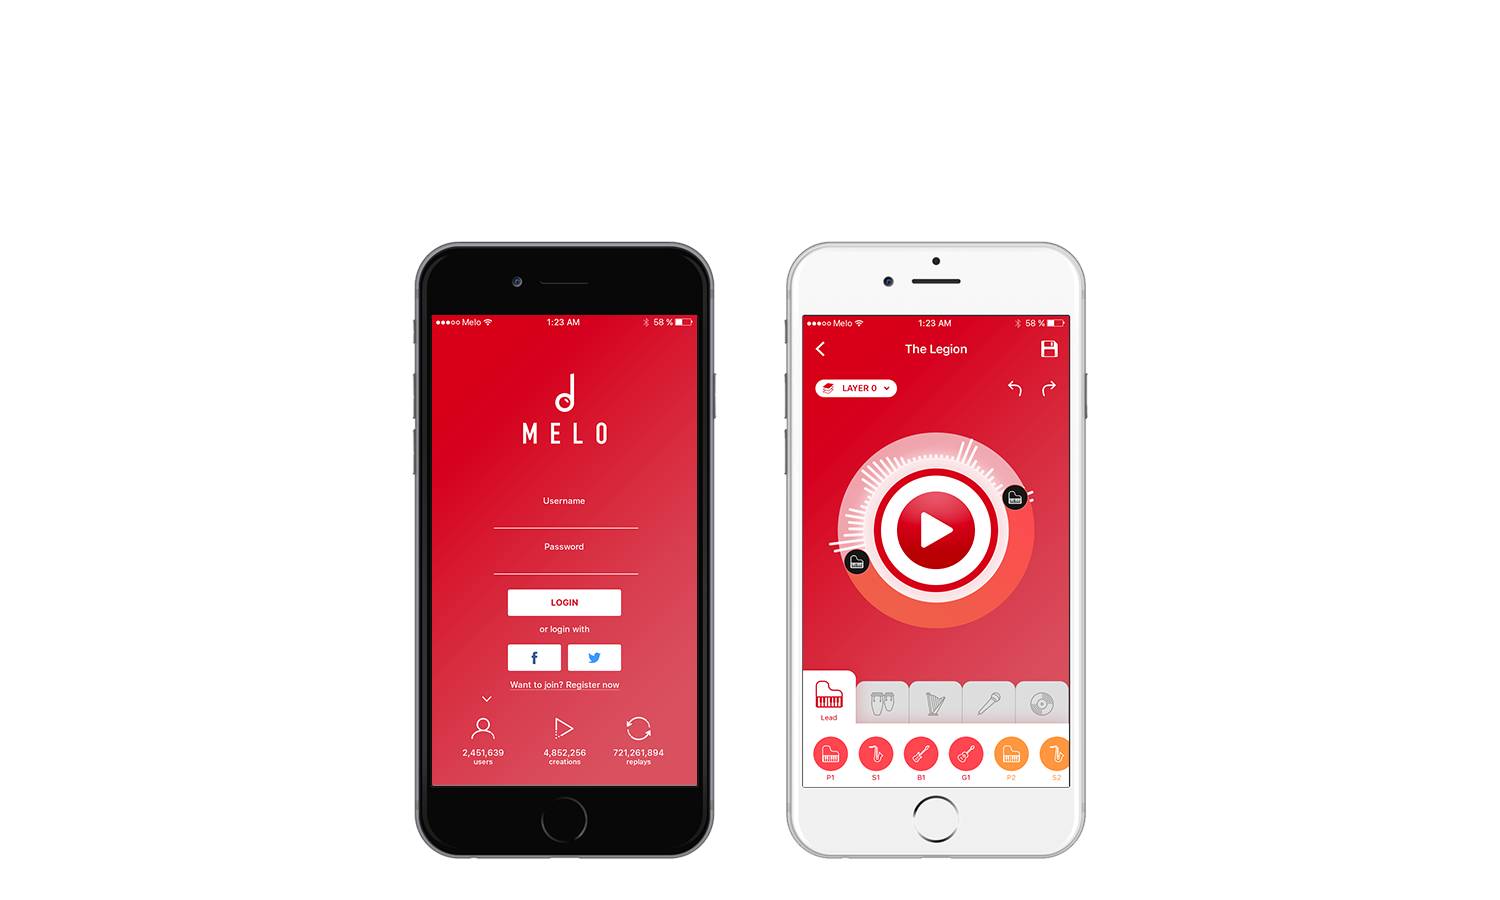 Melo 1:23 AM 58 %
MELO
Username
Password
LOGIN
or login with
f
Want to join? Register now
2,451,639 4,852,256 721,261,894
users creations replays
Melo 1:23 AM 58 %
The Legion
LAYER 0
Lead
P1 S1 B1 G1 P2 S2